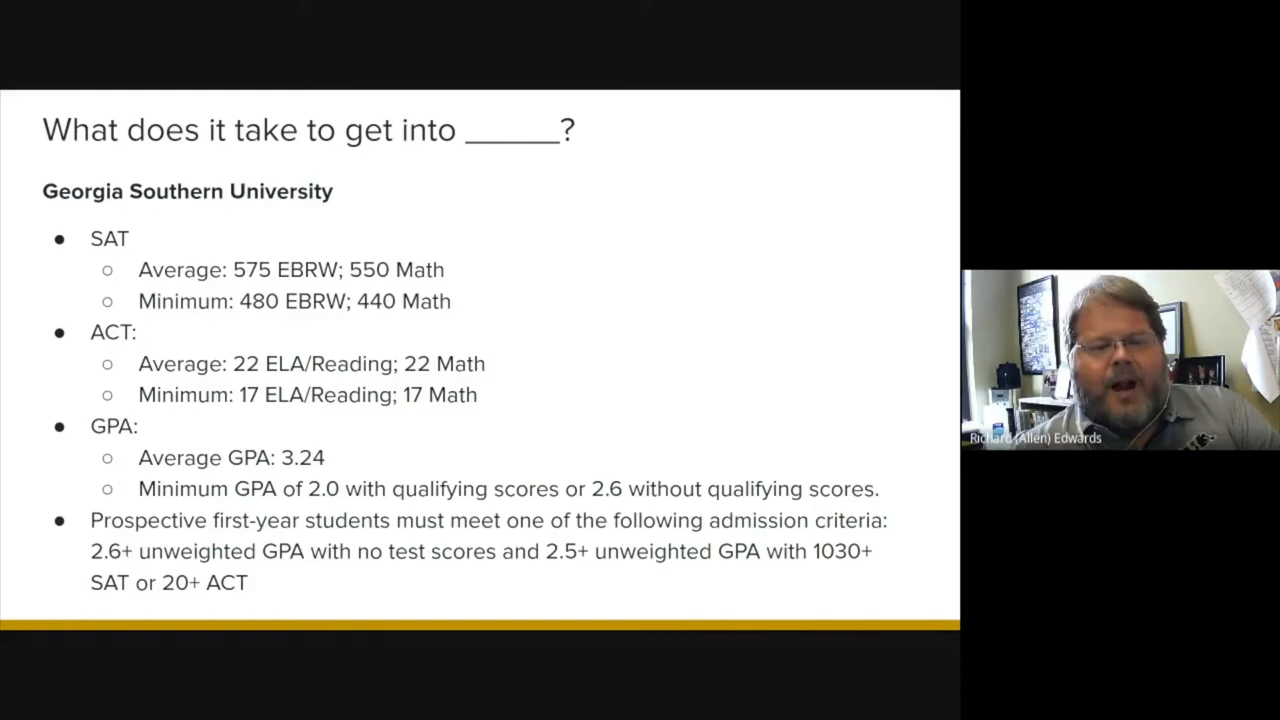 What does it take to get into ______?
Georgia Southern University
● SAT
○ Average: 575 EBRW; 550 Math
○ Minimum: 480 EBRW; 440 Math
● ACT:
○ Average: 22 ELA/Reading; 22 Math
○ Minimum: 17 ELA/Reading; 17 Math
● GPA:
○ Average GPA: 3.24
○ Minimum GPA of 2.0 with qualifying scores or 2.6 without qualifying scores.
● Prospective first-year students must meet one of the following admission criteria:
2.6+ unweighted GPA with no test scores and 2.5+ unweighted GPA with 1030+
SAT or 20+ ACT
Richard (Allen) Edwards